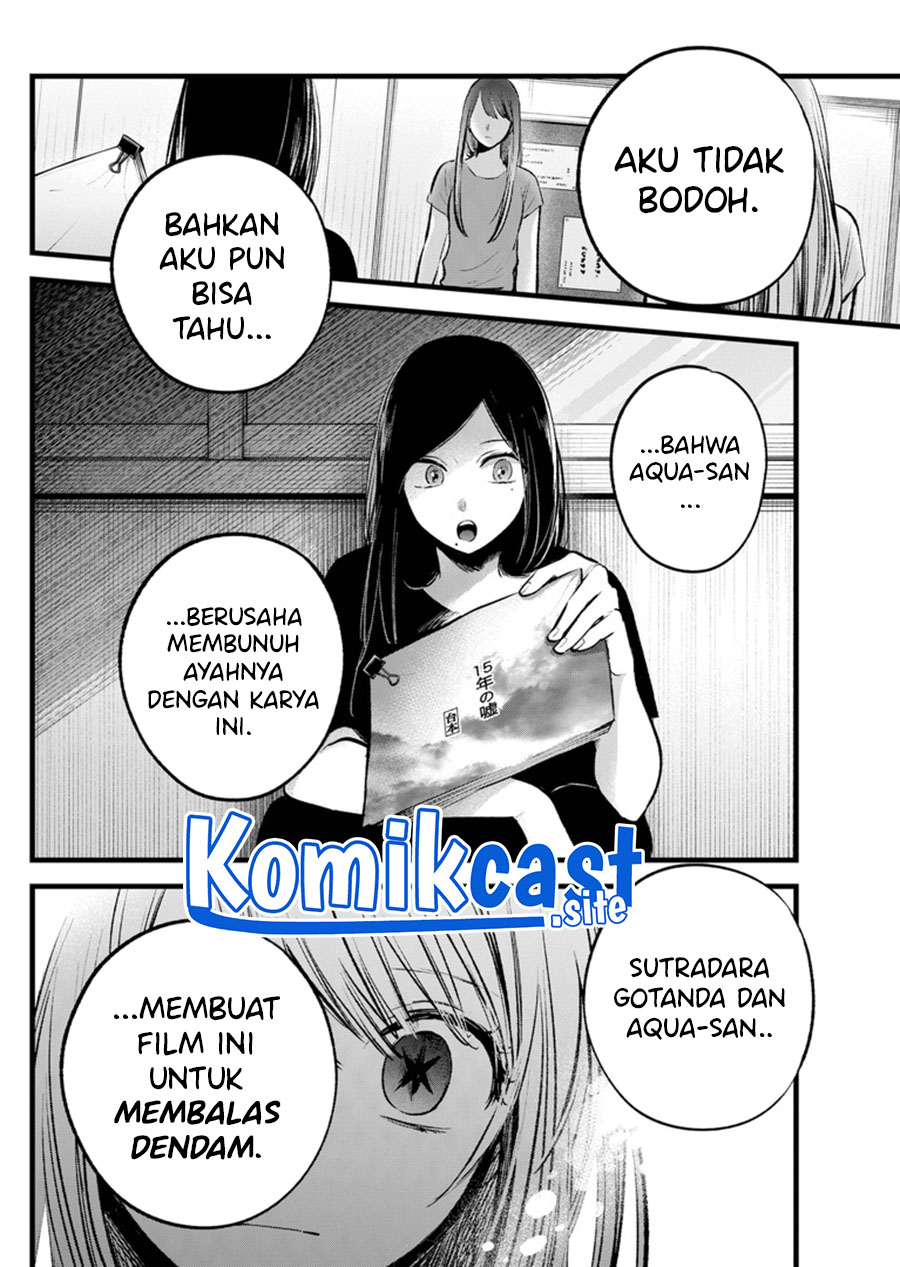 AKU TIDAK
BODOH.
BAHKAN
AKU PUN
BISA
TAHU...
...BAHWA
AQUA-SAN
...
...BERUSAHA
MEMBUNUH
AYAHNYA
DENGAN KARYA
INI.
15年の嘘
台本
Komikcast
.site
SUTRADARA
GOTANDA DAN
AQUA-SAN..
...MEMBUAT
FILM INI
UNTUK
MEMBALAS
DENDAM.